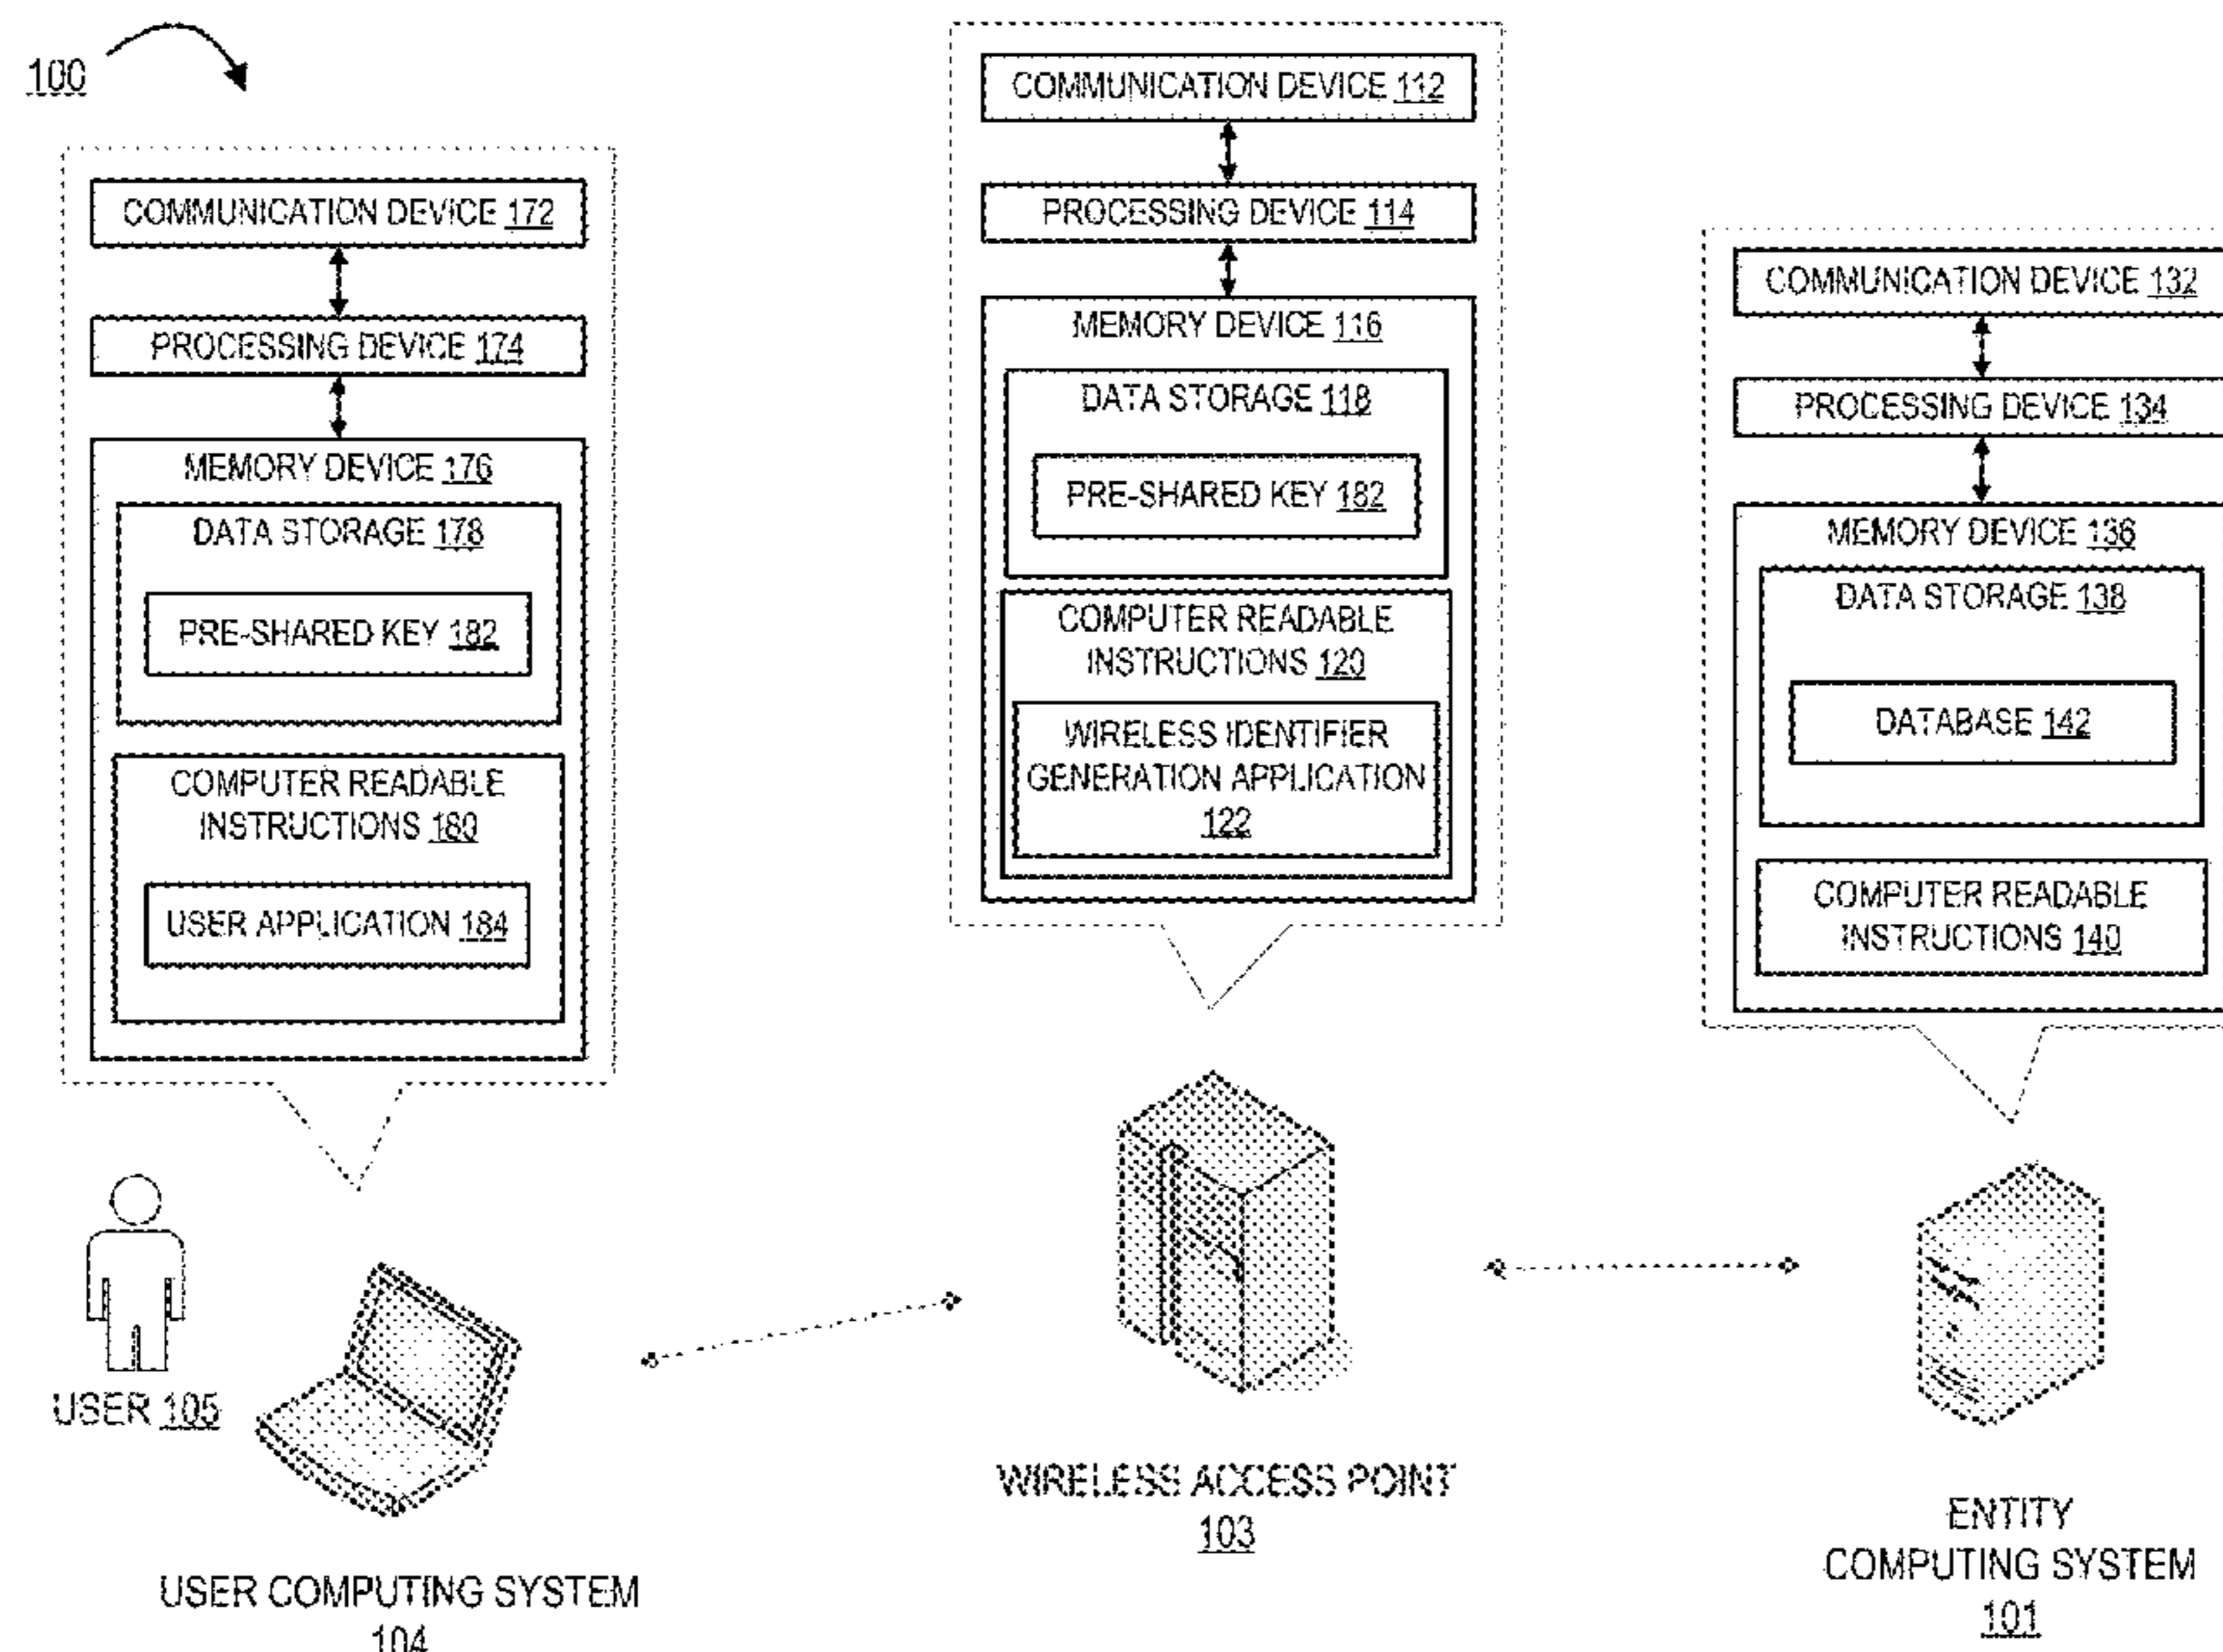 100
COMMUNICATION DEVICE 172
PROCESSING DEVICE 174
MEMORY DEVICE 176
DATA STORAGE 178
PRE-SHARED KEY 182
COMPUTER READABLE
INSTRUCTIONS 180
USER APPLICATION 184
USER 105
USER COMPUTING SYSTEM
104
COMMUNICATION DEVICE 112
PROCESSING DEVICE 114
MEMORY DEVICE 116
DATA STORAGE 118
PRE-SHARED KEY 182
COMPUTER READABLE
INSTRUCTIONS 120
WIRELESS IDENTIFIER
GENERATION APPLICATION
122
WIRELESS ACCESS POINT
103
COMMUNICATION DEVICE 132
PROCESSING DEVICE 134
MEMORY DEVICE 136
DATA STORAGE 138
DATABASE 142
COMPUTER READABLE
INSTRUCTIONS 140
ENTITY
COMPUTING SYSTEM
101